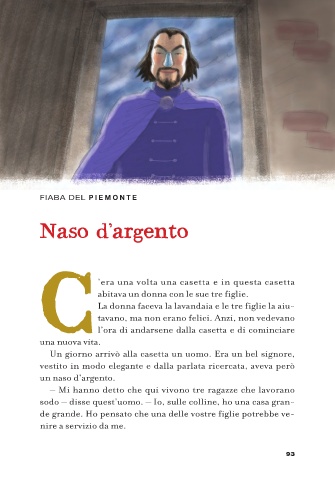 FIABA DEL PIEMONTE
Naso d'argento
C'era una volta una casetta e in questa casetta
abitava un donna con le sue tre figlie.
La donna faceva la lavandaia e le tre figlie la aiu-
tavano, ma non erano felici. Anzi, non vedevano
l'ora di andarsene dalla casetta e di cominciare
una nuova vita.
Un giorno arrivò alla casetta un uomo. Era un bel signore,
vestito in modo elegante e dalla parlata ricercata, aveva però
un naso d'argento.
– Mi hanno detto che qui vivono tre ragazze che lavorano
sodo – disse quest'uomo. – Io, sulle colline, ho una casa gran-
de grande. Ho pensato che una delle vostre figlie potrebbe ve-
nire a servizio da me.
93